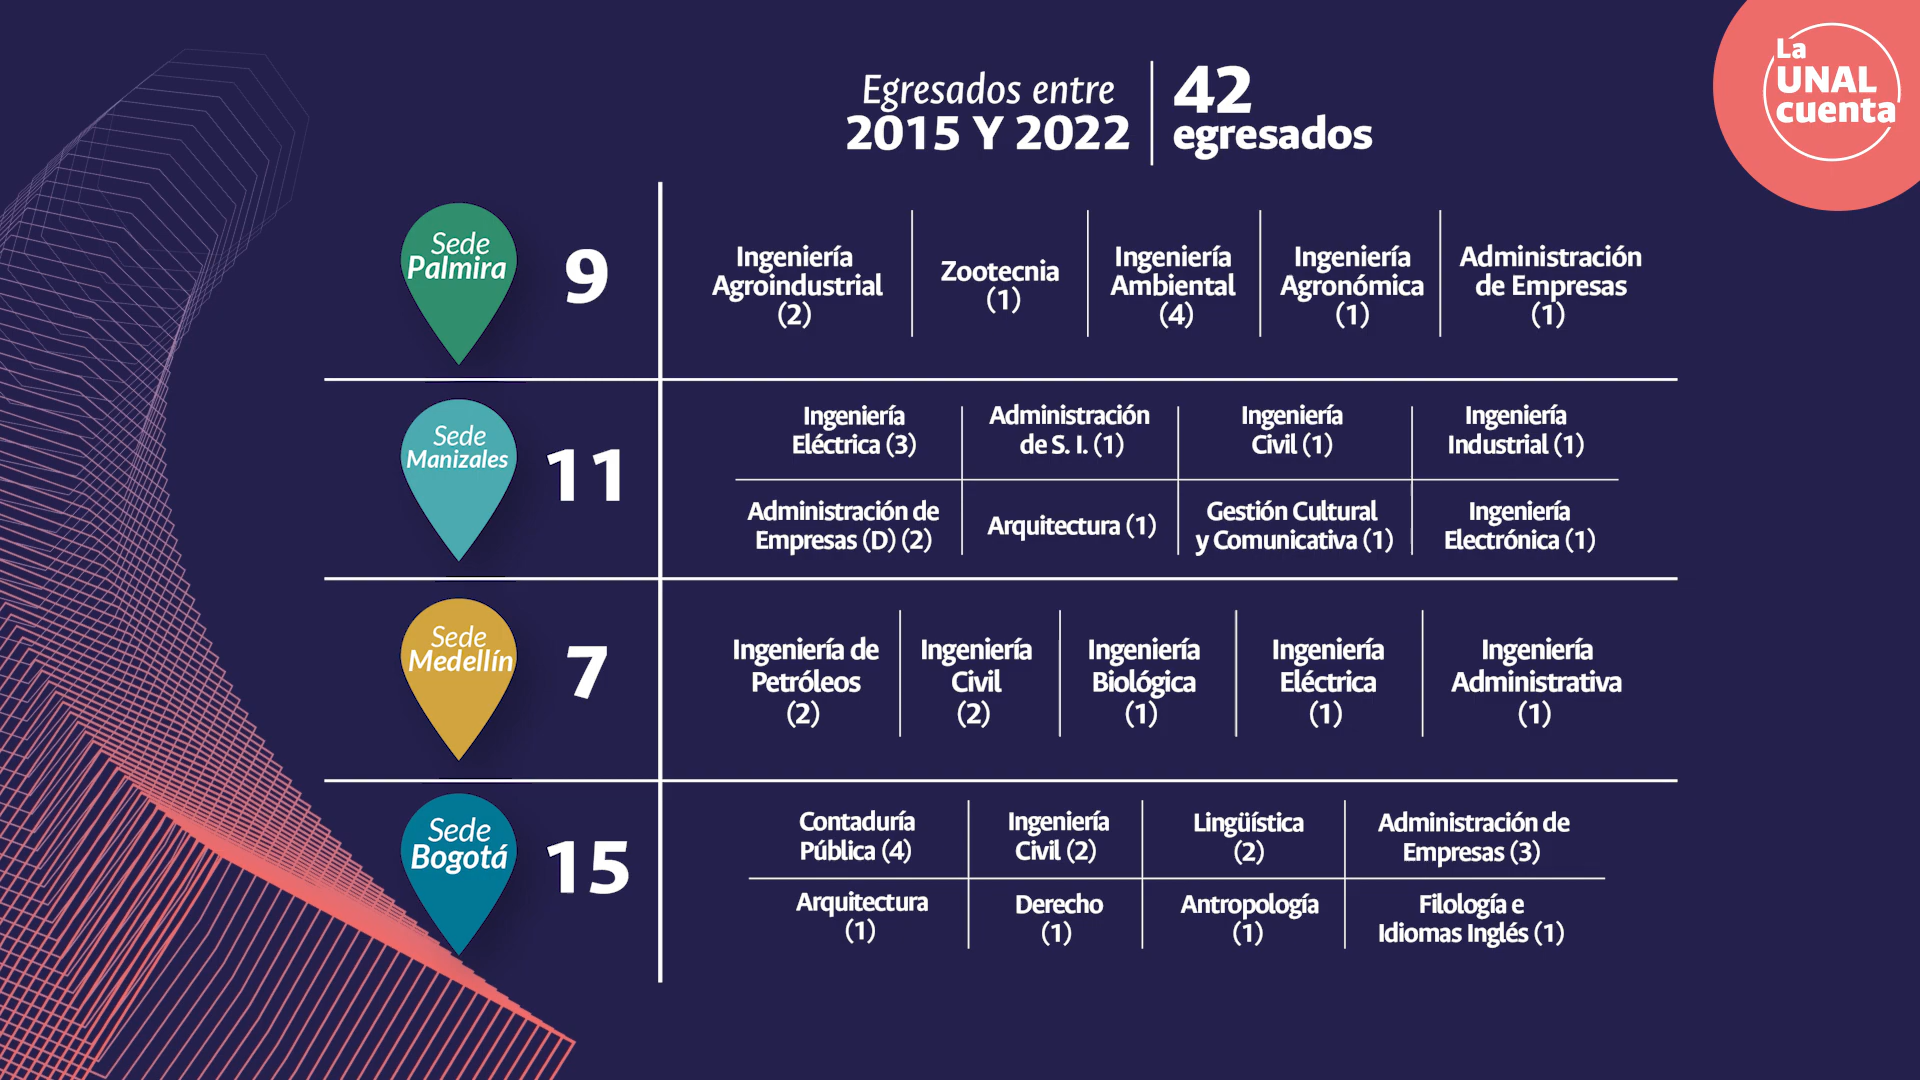 La
UNAL
cuenta
Egresados entre
2015 Y 2022
42
egresados
Sede
Palmira
9
Ingeniería
Agroindustrial
(2)
Zootecnia
(1)
Ingeniería
Ambiental
(4)
Ingeniería
Agronómica
(1)
Administración
de Empresas
(1)
Sede
Manizales
11
Ingeniería
Eléctrica (3)
Administración
de S. I. (1)
Ingeniería
Civil (1)
Ingeniería
Industrial (1)
Administración de
Empresas (D) (2)
Arquitectura (1)
Gestión Cultural
y Comunicativa (1)
Ingeniería
Electrónica (1)
Sede
Medellín
7
Ingeniería de
Petróleos
(2)
Ingeniería
Civil
(2)
Ingeniería
Biológica
(1)
Ingeniería
Eléctrica
(1)
Ingeniería
Administrativa
(1)
Sede
Bogotá
15
Contaduría
Pública (4)
Ingeniería
Civil (2)
Lingüística
(2)
Administración de
Empresas (3)
Arquitectura
(1)
Derecho
(1)
Antropología
(1)
Filología e
Idiomas Inglés (1)